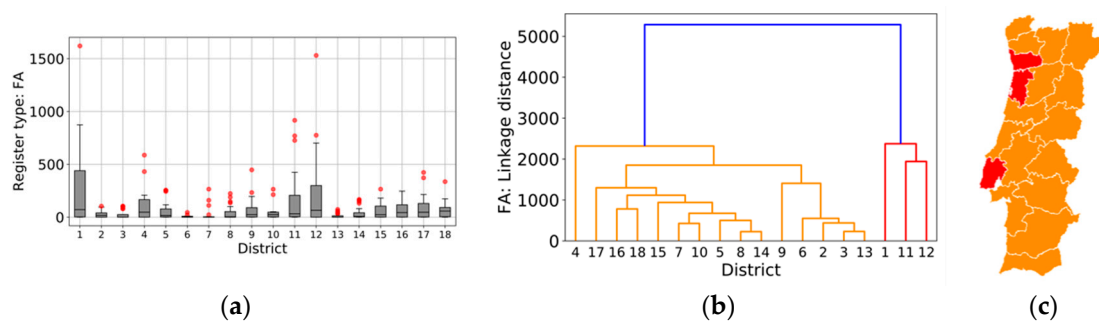 Register type: FA
1500
1000
500
0
1 2 3 4 5 6 7 8 9 10 11 12 13 14 15 16 17 18
District
(a)
FA: Linkage distance
5000
4000
3000
2000
1000
0
4 17 16 18 15 7 10 5 8 14 9 6 2 3 13 1 11 12
District
(b)
(c)